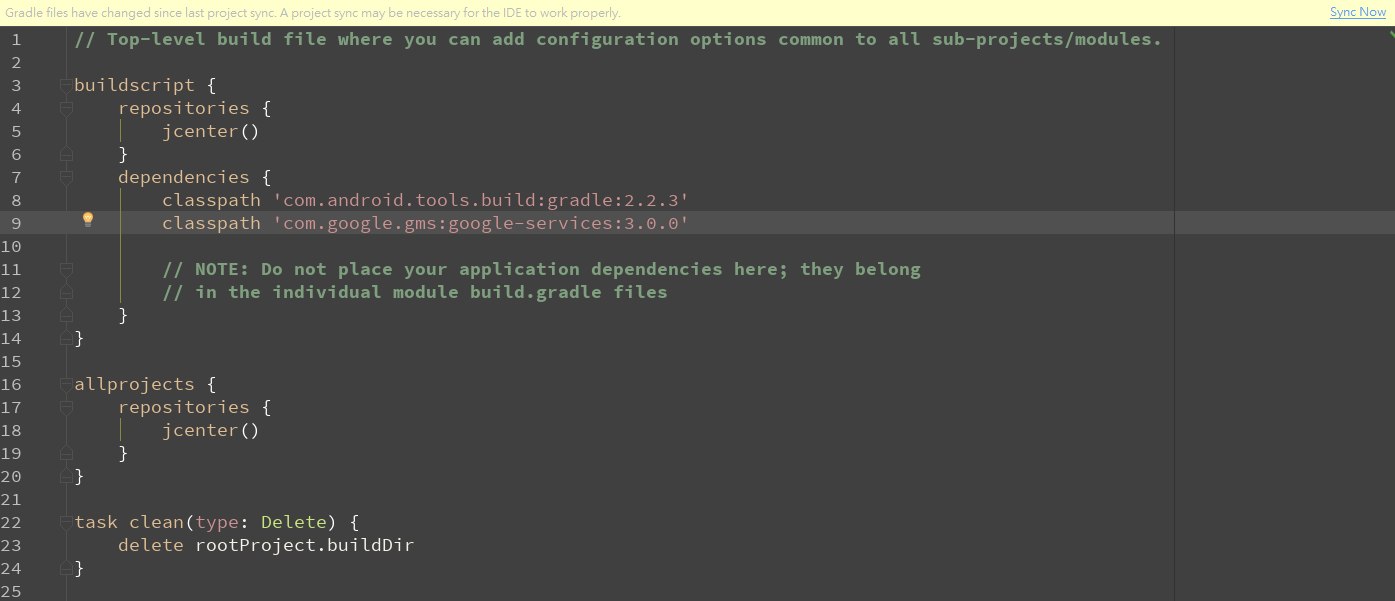 Gradle files have changed since last project sync. A project sync may be necessary for the IDE to work properly. Sync Now
1 // Top-level build file where you can add configuration options common to all sub-projects/modules.
2
3 buildscript {
4     repositories {
5         jcenter()
6     }
7     dependencies {
8         classpath 'com.android.tools.build:gradle:2.2.3'
9         classpath 'com.google.gms:google-services:3.0.0'
10
11         // NOTE: Do not place your application dependencies here; they belong
12         // in the individual module build.gradle files
13     }
14 }
15
16 allprojects {
17     repositories {
18         jcenter()
19     }
20 }
21
22 task clean(type: Delete) {
23     delete rootProject.buildDir
24 }
25